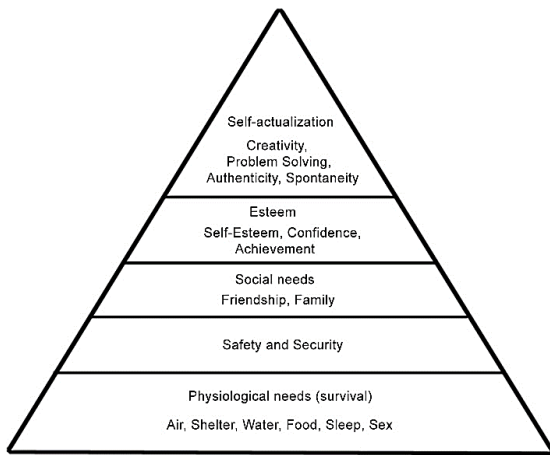 Self-actualization
Creativity,
Problem Solving,
Authenticity, Spontaneity
Esteem
Self-Esteem, Confidence,
Achievement
Social needs
Friendship, Family
Safety and Security
Physiological needs (survival)
Air, Shelter, Water, Food, Sleep, Sex